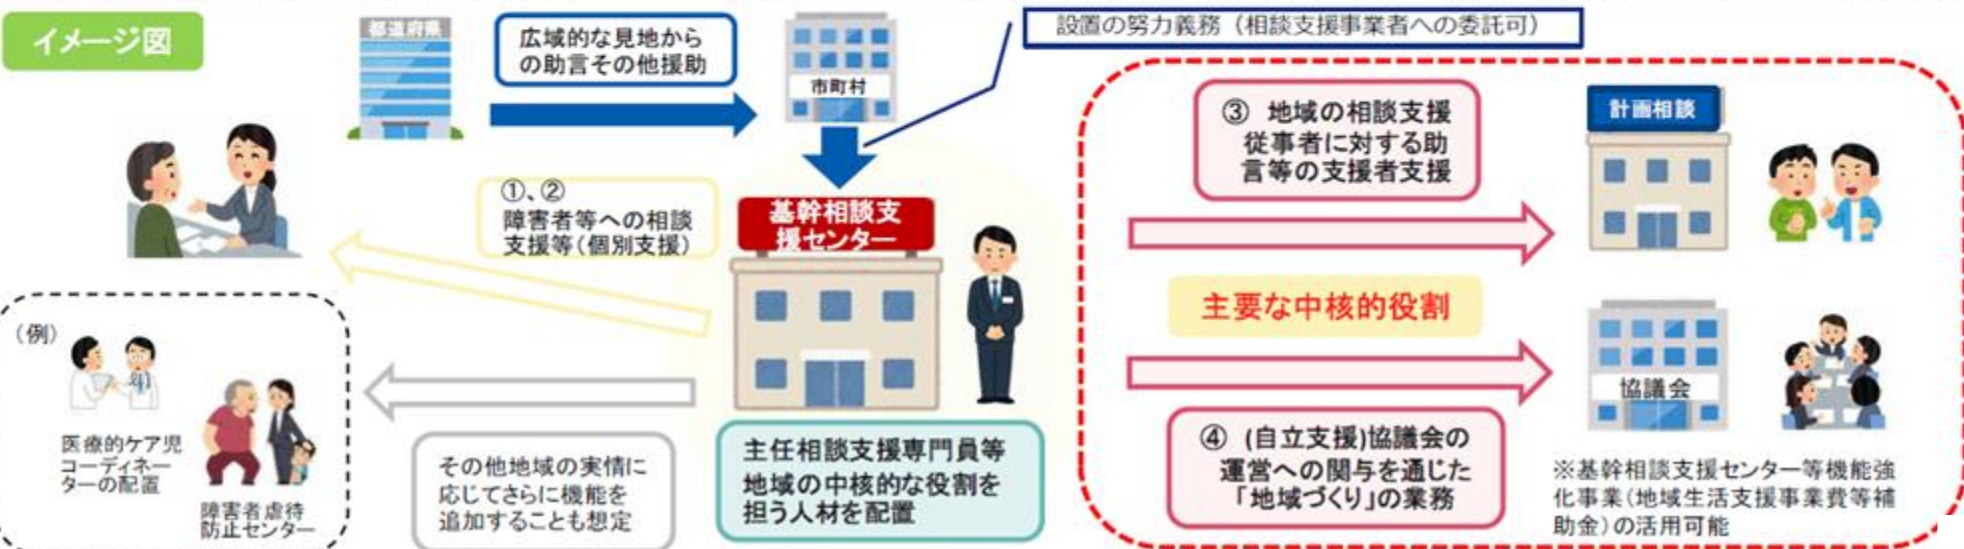 イメージ図
都道府県
広域的な見地から
の助言その他援助
市町村
設置の努力義務（相談支援事業者への委託可）
①、②
障害者等への相談
支援等（個別支援）
基幹相談支
援センター
③ 地域の相談支援
従事者に対する助
言等の支援者支援
計画相談
主要な中核的役割
（例）
医療的ケア児
コーディネー
ターの配置
障害者虐待
防止センター
その他地域の実情に
応じてさらに機能を
追加することも想定
主任相談支援専門員等
地域の中核的な役割を
担う人材を配置
④ (自立支援)協議会の
運営への関与を通じた
「地域づくり」の業務
協議会
※基幹相談支援センター等機能強
化事業（地域生活支援事業費等補
助金）の活用可能